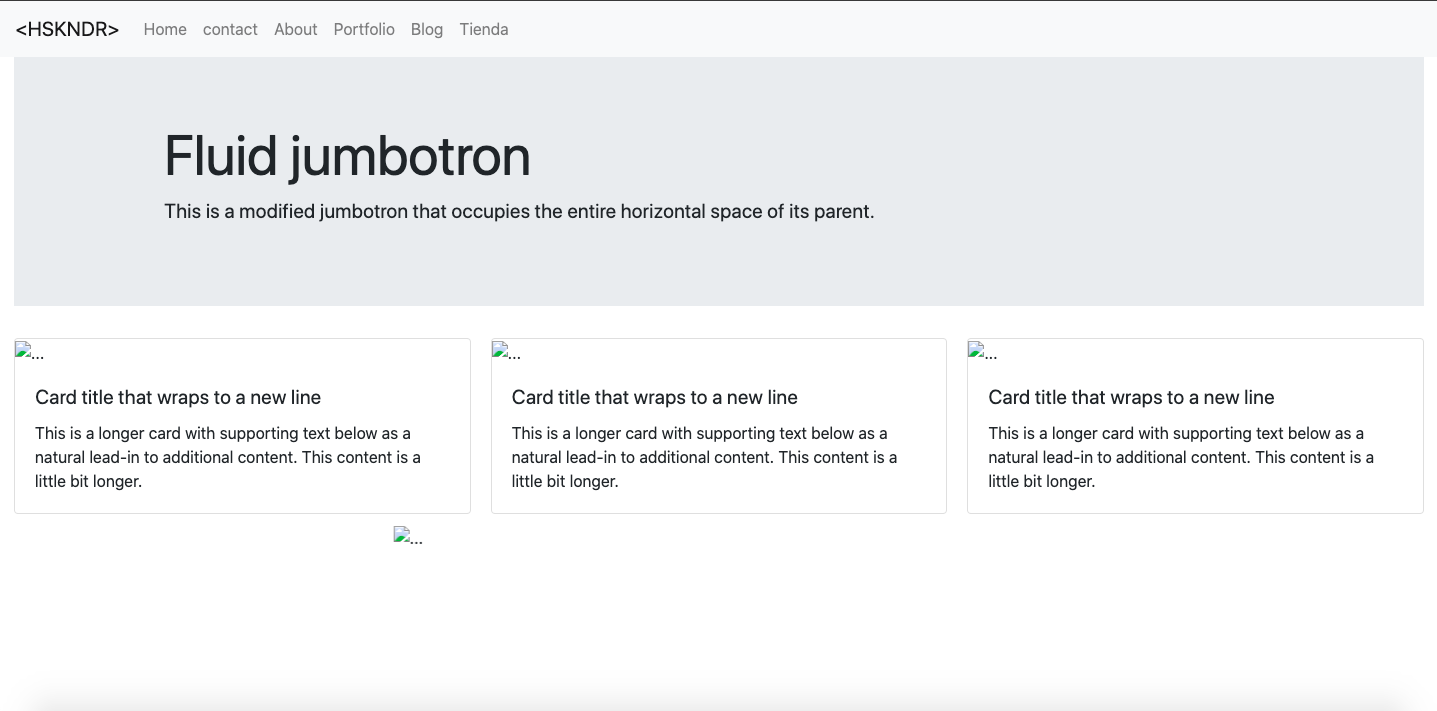 <HSKNDR> Home contact About Portfolio Blog Tienda
Fluid jumbotron
This is a modified jumbotron that occupies the entire horizontal space of its parent.
... ... ...
Card title that wraps to a new line
This is a longer card with supporting text below as a
natural lead-in to additional content. This content is a
little bit longer.
Card title that wraps to a new line
This is a longer card with supporting text below as a
natural lead-in to additional content. This content is a
little bit longer.
Card title that wraps to a new line
This is a longer card with supporting text below as a
natural lead-in to additional content. This content is a
little bit longer.
...